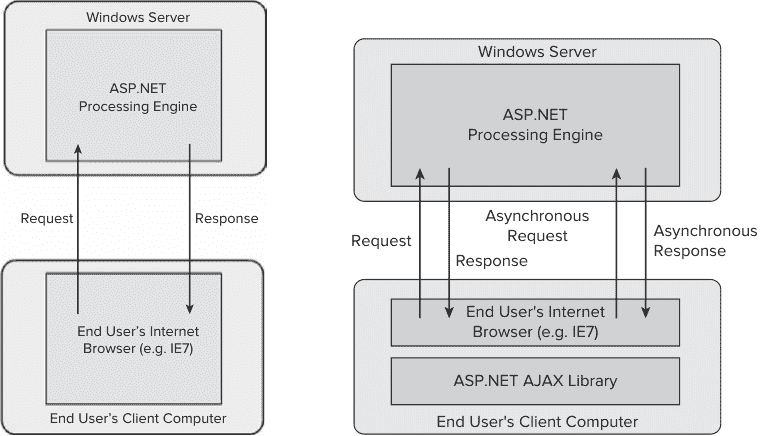 Windows Server
ASP.NET
Processing Engine
Request
Response
End User's Internet
Browser (e.g. IE7)
End User's Client Computer
Windows Server
ASP.NET
Processing Engine
Request
Response
Asynchronous
Request
Asynchronous
Response
End User's Internet
Browser (e.g. IE7)
ASP.NET AJAX Library
End User's Client Computer